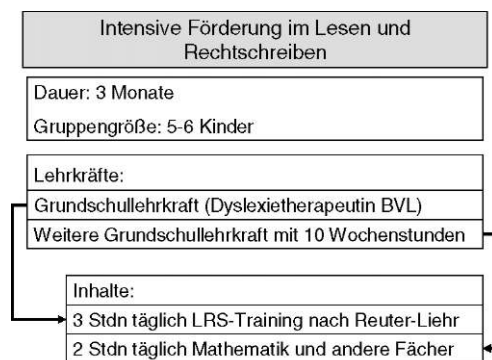 Intensive Förderung im Lesen und
Rechtschreiben
Dauer: 3 Monate
Gruppengröße: 5-6 Kinder
Lehrkräfte:
Grundschullehrkraft (Dyslexietherapeutin BVL)
Weitere Grundschullehrkraft mit 10 Wochenstunden
Inhalte:
3 Stdn täglich LRS-Training nach Reuter-Liehr
2 Stdn täglich Mathematik und andere Fächer